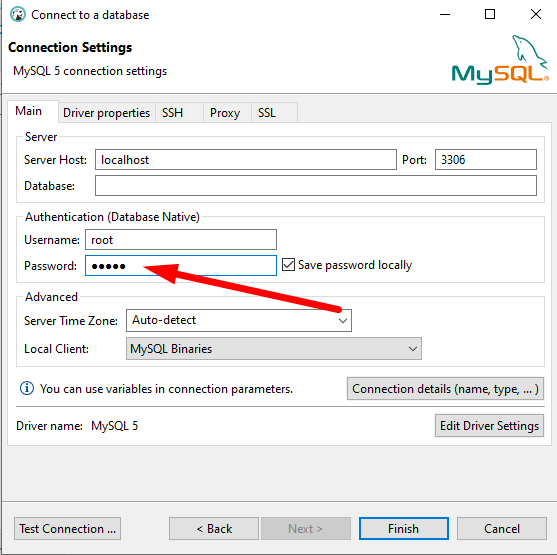 Connect to a database
Connection Settings
MySQL 5 connection settings
MySQL®
Main Driver properties SSH Proxy SSL
Server
Server Host: localhost Port: 3306
Database:
Authentication (Database Native)
Username: root
Password: ●●●●● Save password locally
Advanced
Server Time Zone: Auto-detect
Local Client: MySQL Binaries
You can use variables in connection parameters. Connection details (name, type, ... )
Driver name: MySQL 5 Edit Driver Settings
Test Connection ... < Back Next > Finish Cancel